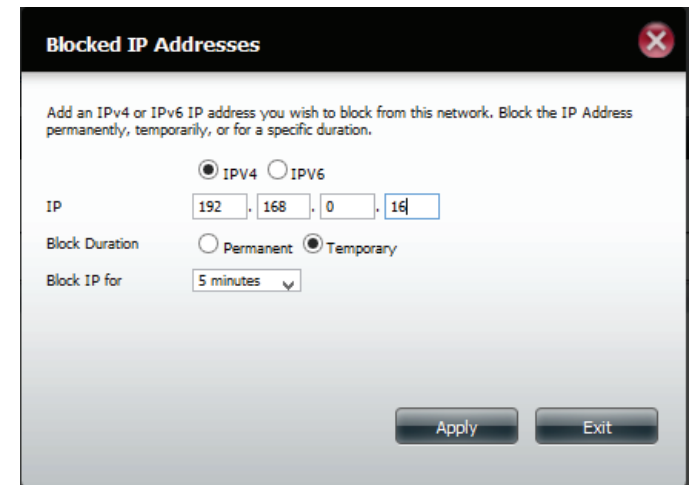 Blocked IP Addresses
Add an IPv4 or IPv6 IP address you wish to block from this network. Block the IP Address
permanently, temporarily, or for a specific duration.
IPV4 IPV6
IP 192 . 168 . 0 . 16
Block Duration Permanent Temporary
Block IP for 5 minutes
Apply Exit